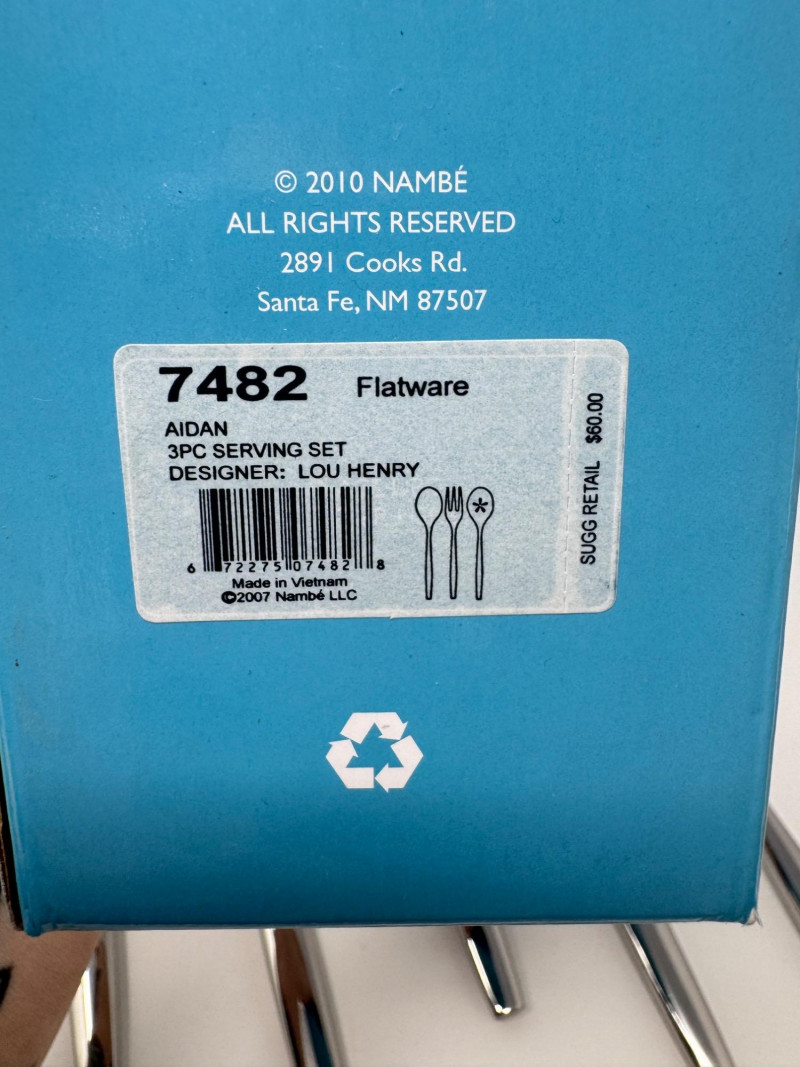 © 2010 NAMBÉ
ALL RIGHTS RESERVED
2891 Cooks Rd.
Santa Fe, NM 87507
7482 Flatware
AIDAN
3PC SERVING SET
DESIGNER: LOU HENRY
6 72275 07482 8
Made in Vietnam
©2007 Nambé LLC
SUGG RETAIL $60.00